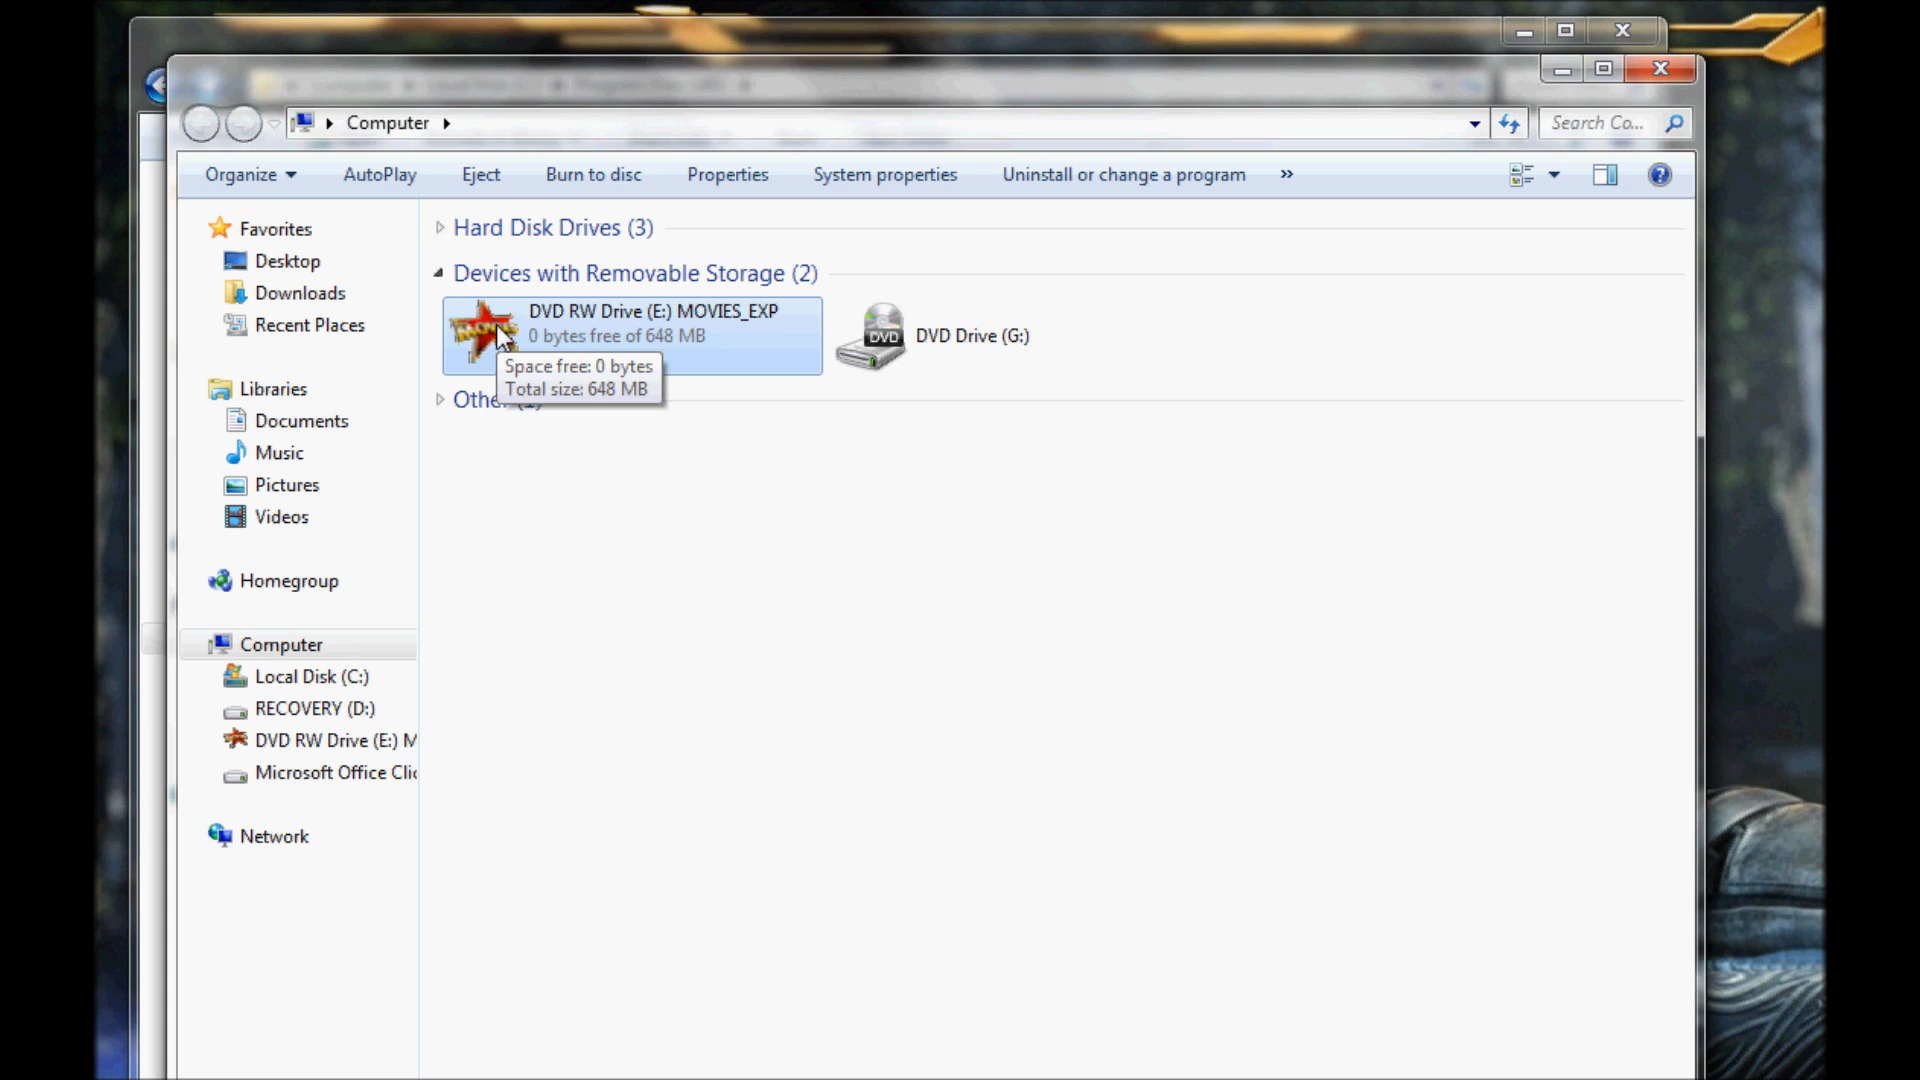 Computer
Search Co...
Organize
AutoPlay
Eject
Burn to disc
Properties
System properties
Uninstall or change a program
»
Favorites
Desktop
Downloads
Recent Places
Libraries
Documents
Music
Pictures
Videos
Homegroup
Computer
Local Disk (C:)
RECOVERY (D:)
DVD RW Drive (E:) M
Microsoft Office Clic
Network
Hard Disk Drives (3)
Devices with Removable Storage (2)
DVD RW Drive (E:) MOVIES_EXP
0 bytes free of 648 MB
Space free: 0 bytes
Total size: 648 MB
DVD
DVD Drive (G:)